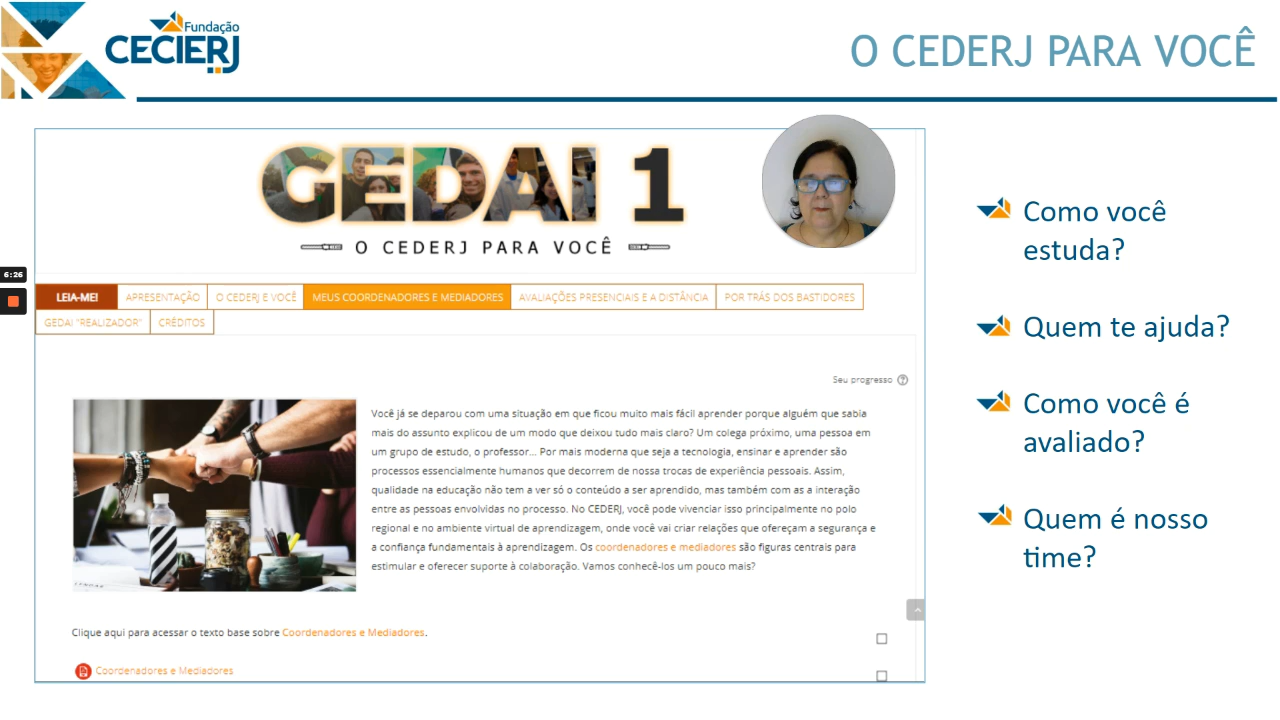 Fundação
CECIERJ
O CEDERJ PARA VOCÊ
GEDAI 1
O CEDERJ PARA VOCÊ
6:26
LEIA-ME!
APRESENTAÇÃO
O CEDERJ E VOCÊ
MEUS COORDENADORES E MEDIADORES
AVALIAÇÕES PRESENCIAIS E A DISTÂNCIA
POR TRÁS DOS BASTIDORES
GEDAI "REALIZADOR"
CRÉDITOS
Seu progresso
Você já se deparou com uma situação em que ficou muito mais fácil aprender porque alguém que sabia
mais do assunto explicou de um modo que deixou tudo mais claro? Um colega próximo, uma pessoa em
um grupo de estudo, o professor... Por mais moderna que seja a tecnologia, ensinar e aprender são
processos essencialmente humanos que decorrem de nossa trocas de experiência pessoais. Assim,
qualidade na educação não tem a ver só o conteúdo a ser aprendido, mas também com as a interação
entre as pessoas envolvidas no processo. No CEDERJ, você pode vivenciar isso principalmente no polo
regional e no ambiente virtual de aprendizagem, onde você vai criar relações que ofereçam a segurança e
a confiança fundamentais à aprendizagem. Os coordenadores e mediadores são figuras centrais para
estimular e oferecer suporte à colaboração. Vamos conhecê-los um pouco mais?
Clique aqui para acessar o texto base sobre Coordenadores e Mediadores.
Coordenadores e Mediadores
Como você
estuda?
Quem te ajuda?
Como você é
avaliado?
Quem é nosso
time?